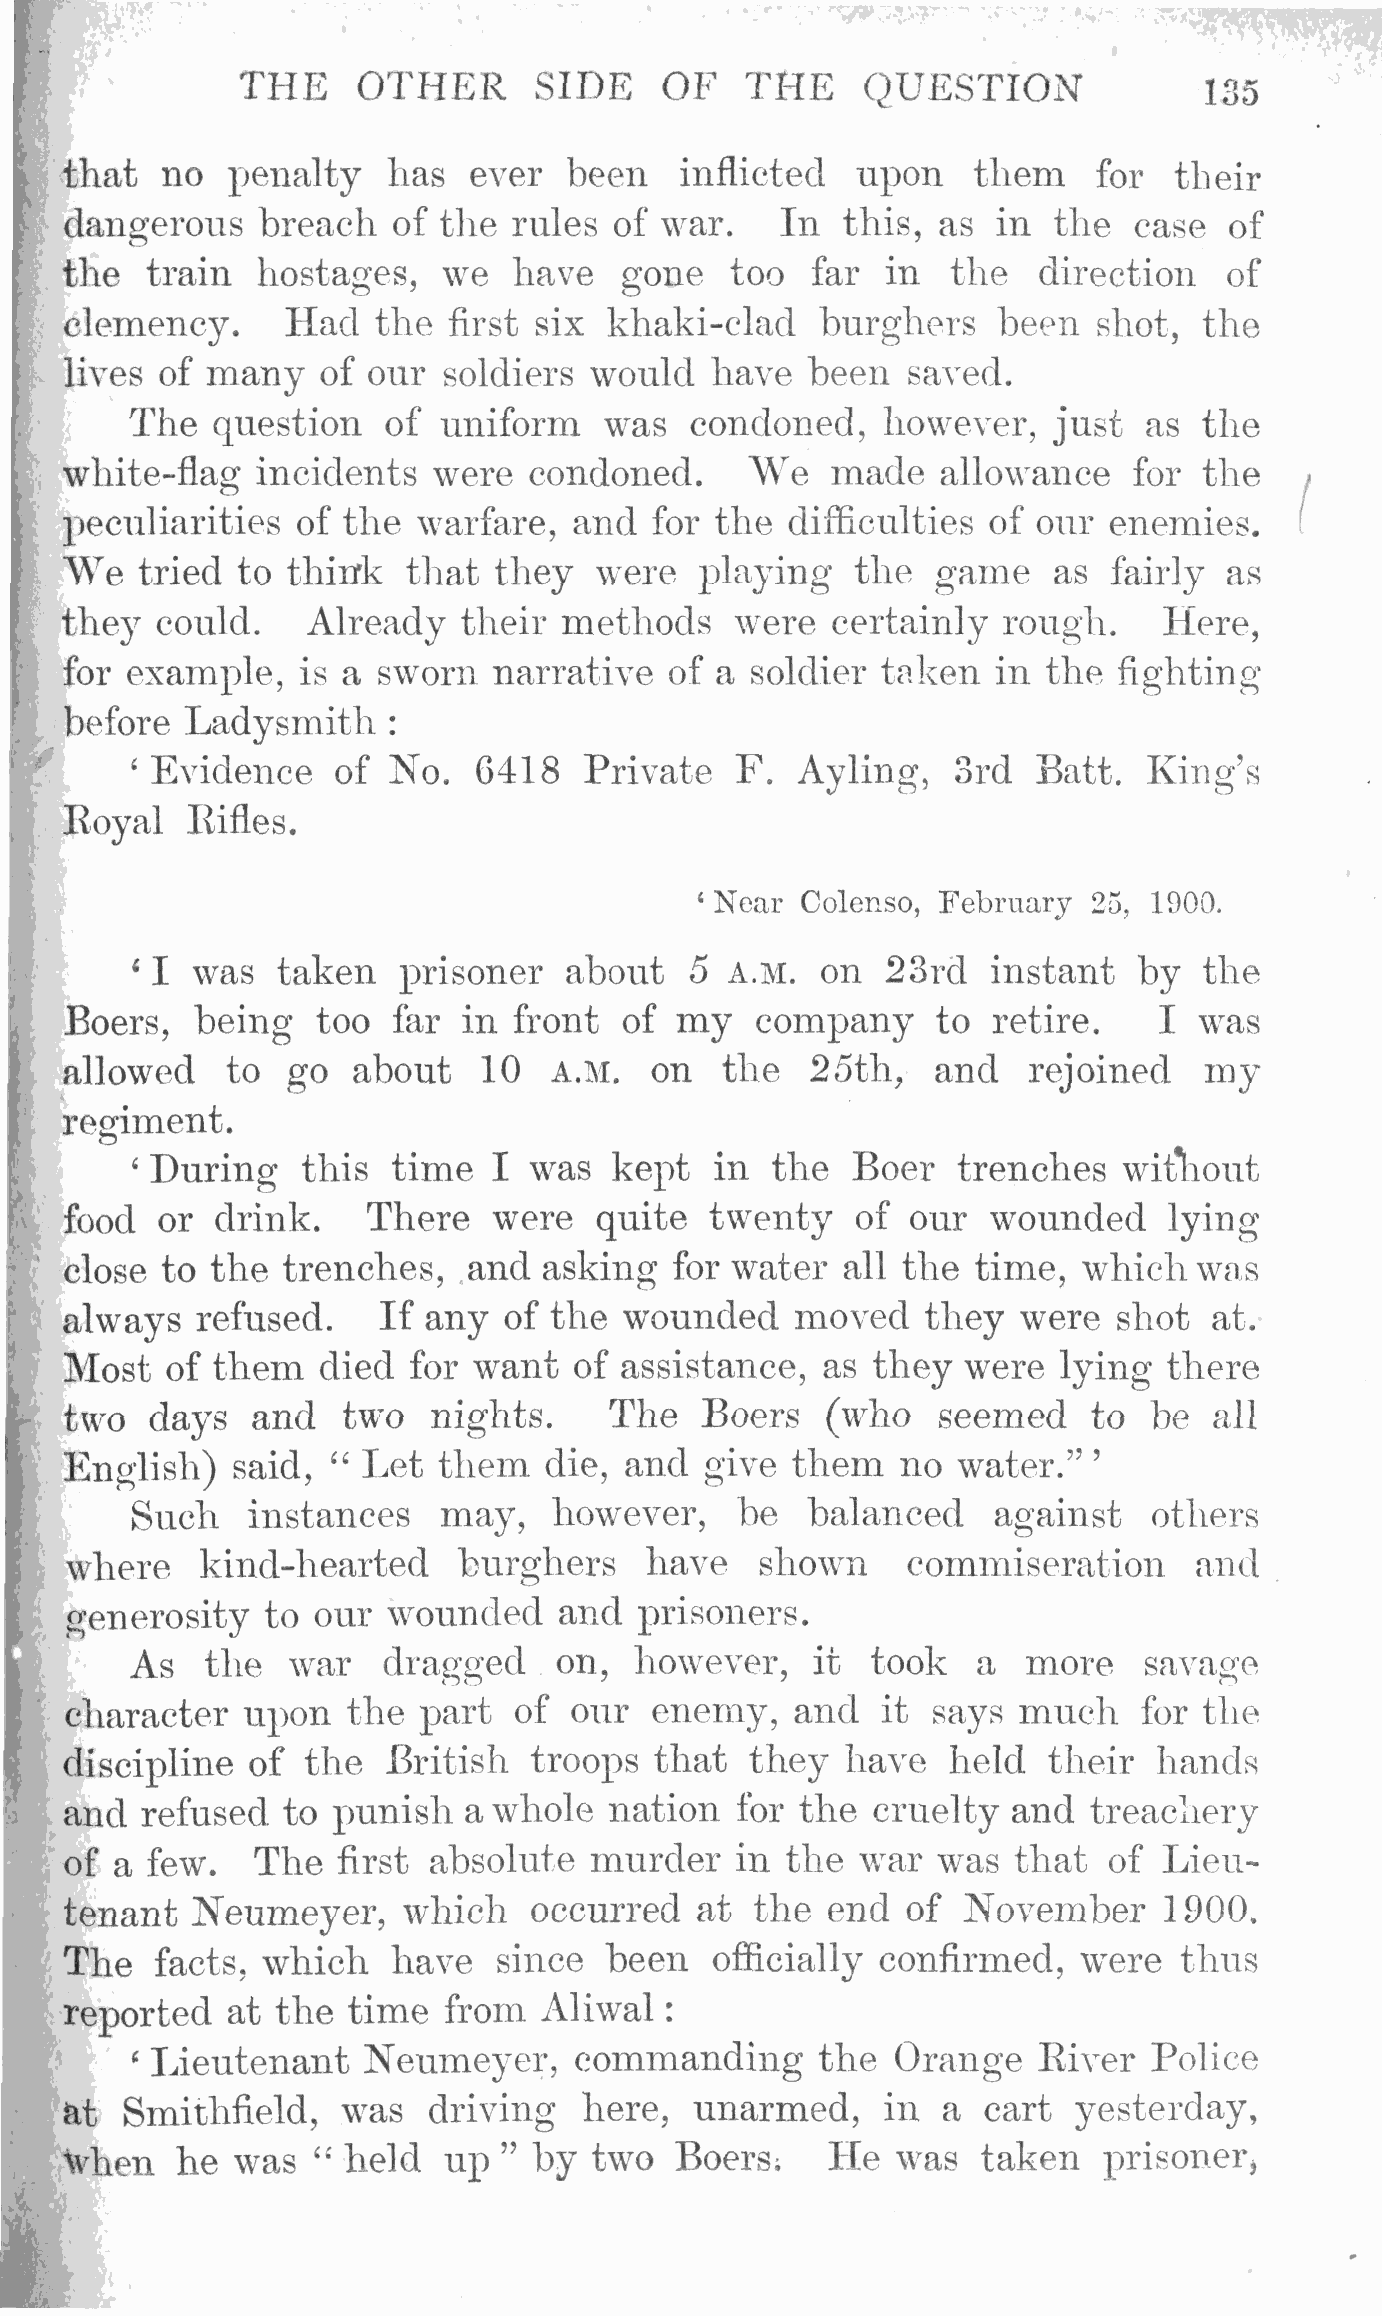 THE OTHER SIDE OF THE QUESTION 135
that no penalty has ever been inflicted upon them for their
dangerous breach of the rules of war. In this, as in the case of
the train hostages, we have gone too far in the direction of
clemency. Had the first six khaki-clad burghers been shot, the
lives of many of our soldiers would have been saved.
The question of uniform was condoned, however, just as the
white-flag incidents were condoned. We made allowance for the
peculiarities of the warfare, and for the difficulties of our enemies.
We tried to think that they were playing the game as fairly as
they could. Already their methods were certainly rough. Here,
for example, is a sworn narrative of a soldier taken in the fighting
before Ladysmith :
‘ Evidence of No. 6418 Private F. Ayling, 3rd Batt. King’s
Royal Rifles.
‘ Near Colenso, February 25, 1900.
‘ I was taken prisoner about 5 A.M. on 23rd instant by the
Boers, being too far in front of my company to retire. I was
allowed to go about 10 A.M. on the 25th, and rejoined my
regiment.
‘ During this time I was kept in the Boer trenches without
food or drink. There were quite twenty of our wounded lying
close to the trenches, and asking for water all the time, which was
always refused. If any of the wounded moved they were shot at.
Most of them died for want of assistance, as they were lying there
two days and two nights. The Boers (who seemed to be all
English) said, “ Let them die, and give them no water.” ’
Such instances may, however, be balanced against others
where kind-hearted burghers have shown commiseration and
generosity to our wounded and prisoners.
As the war dragged on, however, it took a more savage
character upon the part of our enemy, and it says much for the
discipline of the British troops that they have held their hands
and refused to punish a whole nation for the cruelty and treachery
of a few. The first absolute murder in the war was that of Lieu-
tenant Neumeyer, which occurred at the end of November 1900.
The facts, which have since been officially confirmed, were thus
reported at the time from Aliwal :
‘ Lieutenant Neumeyer, commanding the Orange River Police
at Smithfield, was driving here, unarmed, in a cart yesterday,
when he was “ held up ” by two Boers. He was taken prisoner,